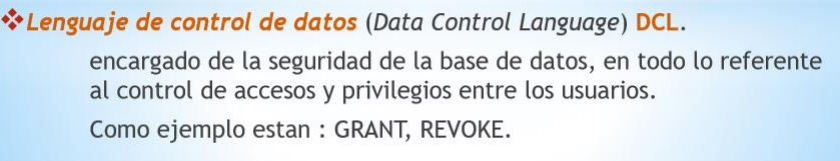 ❖Lenguaje de control de datos (Data Control Language) DCL.
encargado de la seguridad de la base de datos, en todo lo referente
al control de accesos y privilegios entre los usuarios.
Como ejemplo estan : GRANT, REVOKE.